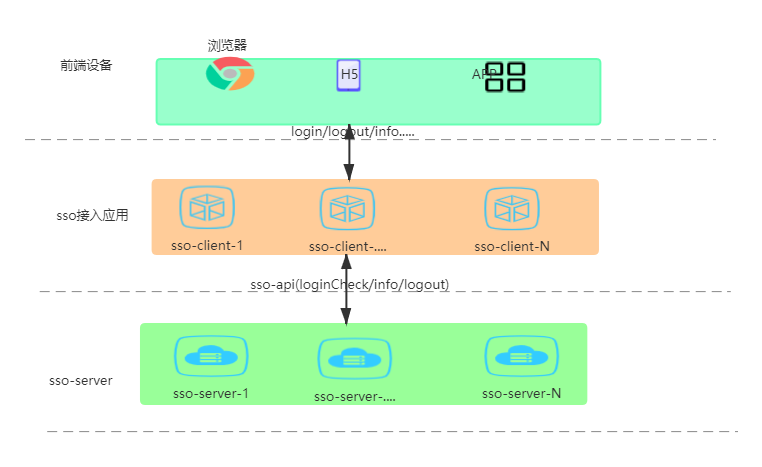 浏览器
前端设备
H5
APP
login/logout/info.....
sso接入应用
sso-client-1
sso-client-....
sso-client-N
sso-api(loginCheck/info/logout)
sso-server
sso-server-1
sso-server-....
sso-server-N